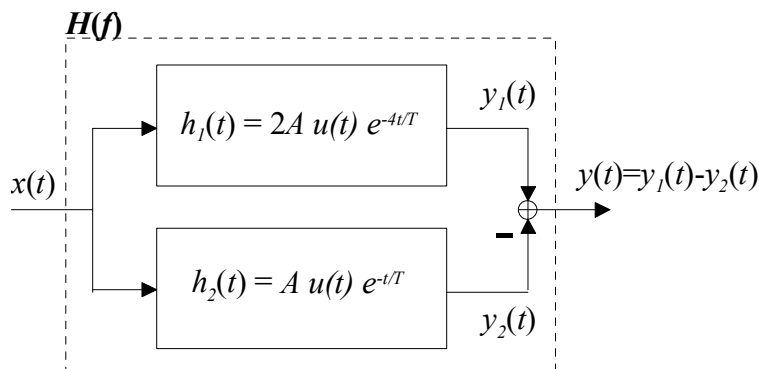 H(f)
h₁(t) = 2A u(t) e^{-4t/T}
y₁(t)
x(t)
y(t)=y₁(t)-y₂(t)
-
h₂(t) = A u(t) e^{-t/T}
y₂(t)